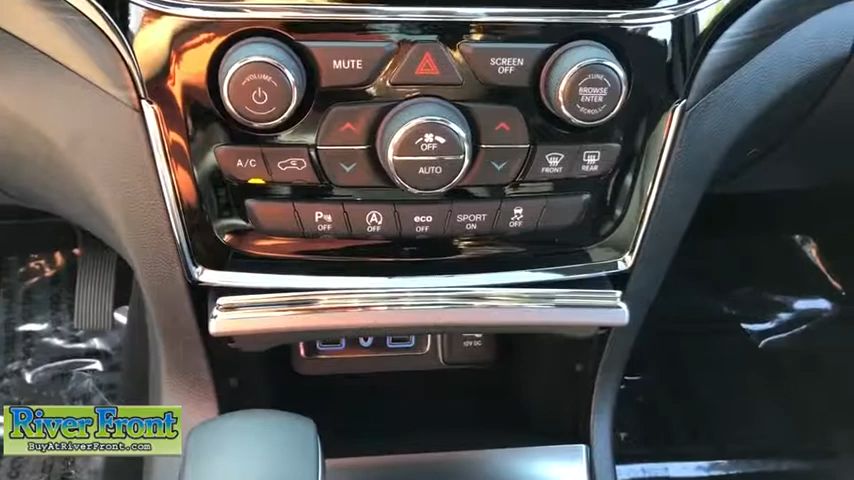 VOLUME
MUTE
SCREEN
OFF
TUNE
BROWSE
ENTER
SCROLL
A/C
OFF
AUTO
FRONT
REAR
P OFF
A OFF
eco
OFF
SPORT
ON
OFF
12V DC
River Front
BuyAtRiverFront.com